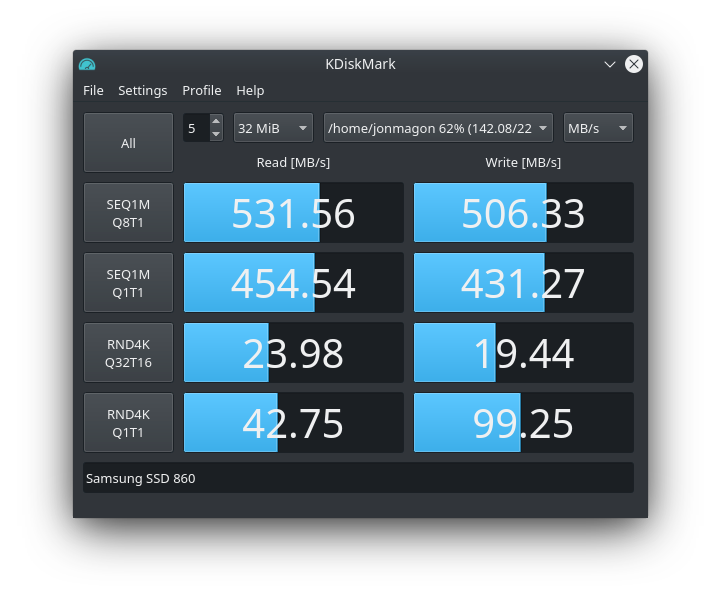 KDiskMark
File Settings Profile Help
All 5 32 MiB /home/jonmagon 62% (142.08/22 MB/s
Read [MB/s] Write [MB/s]
SEQ1M
Q8T1
531.56 506.33
SEQ1M
Q1T1
454.54 431.27
RND4K
Q32T16
23.98 19.44
RND4K
Q1T1
42.75 99.25
Samsung SSD 860